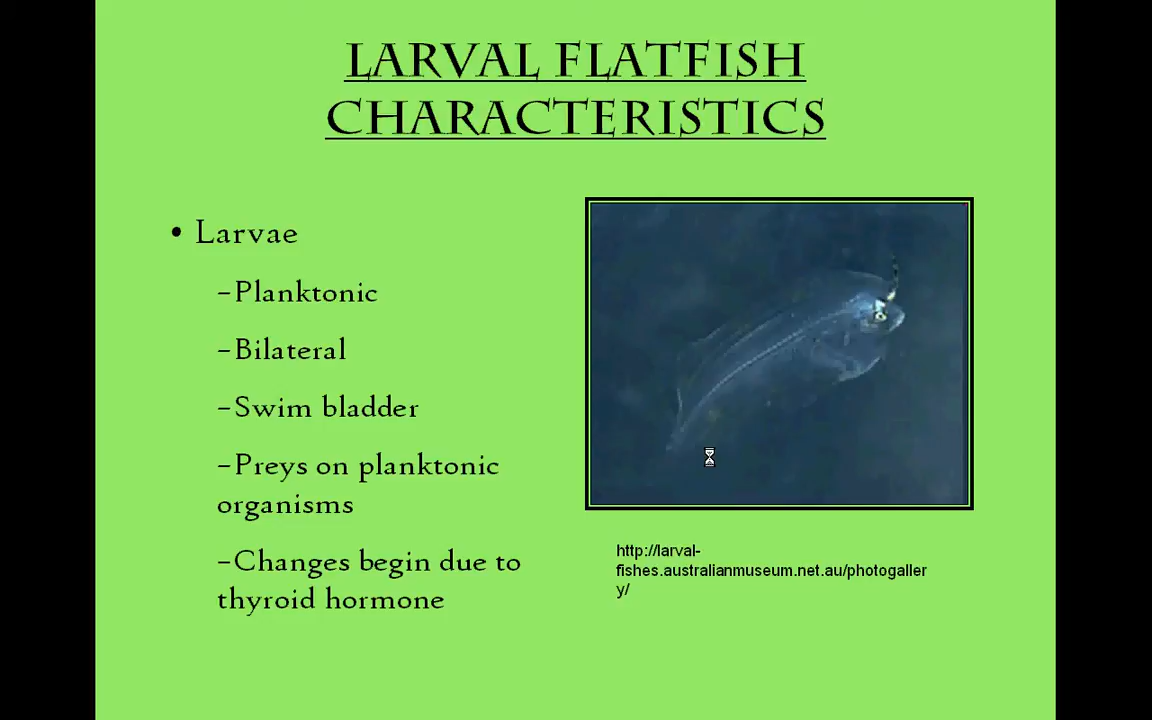 LARVAL FLATFISH
CHARACTERISTICS
• Larvae
–Planktonic
–Bilateral
–Swim bladder
–Preys on planktonic
organisms
–Changes begin due to
thyroid hormone
http://larval-
fishes.australianmuseum.net.au/photogaller
y/